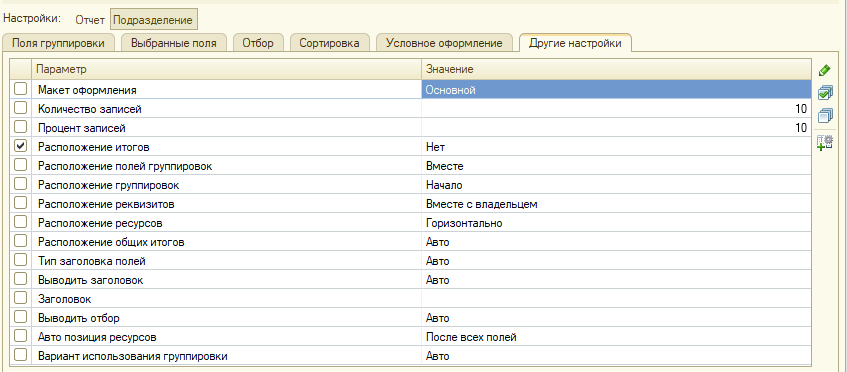 Настройки: Отчет Подразделение
Поля группировки Выбранные поля Отбор Сортировка Условное оформление Другие настройки
Параметр Значение
Макет оформления Основной
Количество записей 10
Процент записей 10
Расположение итогов Нет
Расположение полей группировок Вместе
Расположение группировок Начало
Расположение реквизитов Вместе с владельцем
Расположение ресурсов Горизонтально
Расположение общих итогов Авто
Тип заголовка полей Авто
Выводить заголовок Авто
Заголовок
Выводить отбор Авто
Авто позиция ресурсов После всех полей
Вариант использования группировки Авто